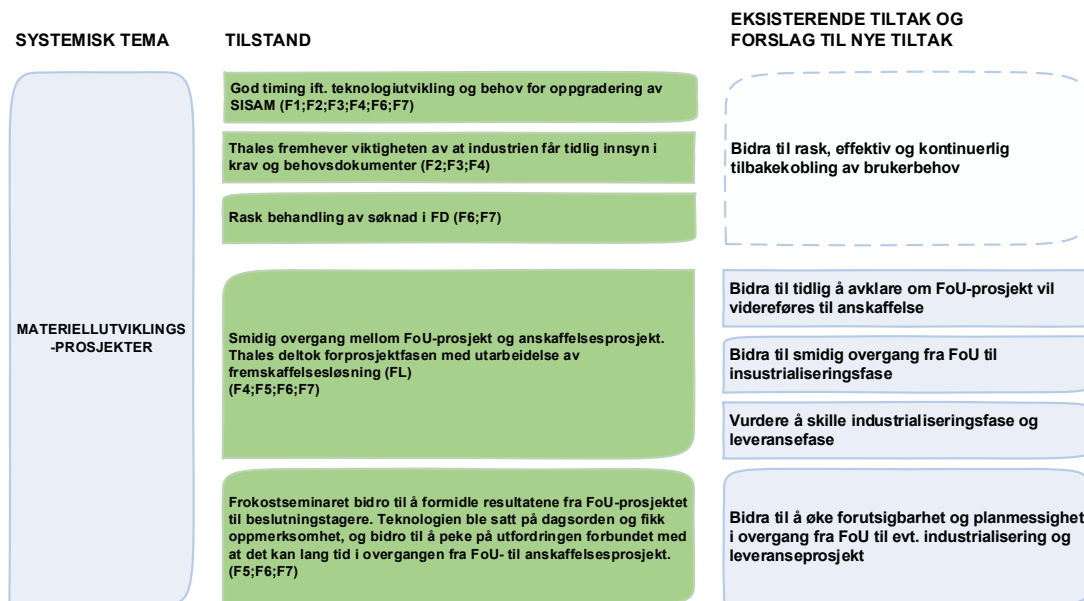 SYSTEMISK TEMA
TILSTAND
EKSISTERENDE TILTAK OG
FORSLAG TIL NYE TILTAK
MATERIELLUTVIKLINGS
-PROSJEKTER
God timing ift. teknologiutvikling og behov for oppgradering av
SISAM (F1;F2;F3;F4;F6;F7)
Thales fremhever viktigheten av at industrien får tidlig innsyn i
krav og behovsdokumenter (F2;F3;F4)
Rask behandling av søknad i FD (F6;F7)
Bidra til rask, effektiv og kontinuerlig
tilbakekobling av brukerbehov
Smidig overgang mellom FoU-prosjekt og anskaffelsesprosjekt.
Thales deltok forprosjektfasen med utarbeidelse av
fremskaffelsesløsning (FL)
(F4;F5;F6;F7)
Bidra til tidlig å avklare om FoU-prosjekt vil
videreføres til anskaffelse
Bidra til smidig overgang fra FoU til
insustrialiseringsfase
Vurdere å skille industrialiseringsfase og
leveransefase
Frokostseminaret bidro til å formidle resultatene fra FoU-prosjektet
til beslutningstagere. Teknologien ble satt på dagsorden og fikk
oppmerksomhet, og bidro til å peke på utfordringen forbundet med
at det kan lang tid i overgangen fra FoU- til anskaffelsesprosjekt.
(F5;F6;F7)
Bidra til å øke forutsigbarhet og planmessighet
i overgang fra FoU til evt. industrialisering og
leveranseprosjekt